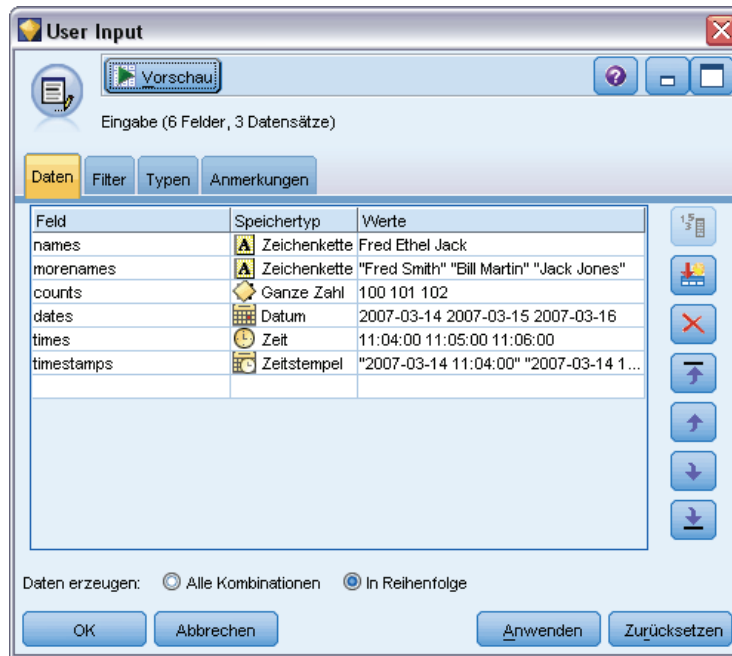 User Input
Vorschau
Eingabe (6 Felder, 3 Datensätze)
Daten Filter Typen Anmerkungen
Feld Speichertyp Werte
names A Zeichenkette Fred Ethel Jack
morenames A Zeichenkette "Fred Smith" "Bill Martin" "Jack Jones"
counts Ganze Zahl 100 101 102
dates Datum 2007-03-14 2007-03-15 2007-03-16
times Zeit 11:04:00 11:05:00 11:06:00
timestamps Zeitstempel "2007-03-14 11:04:00" "2007-03-14 1...
Daten erzeugen: Alle Kombinationen In Reihenfolge
OK Abbrechen Anwenden Zurücksetzen